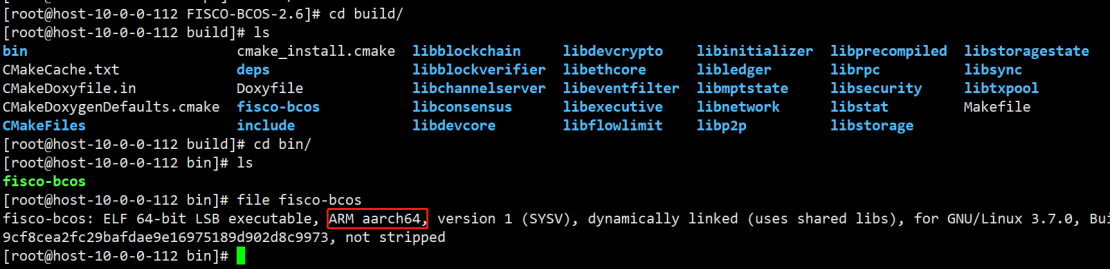 [root@host-10-0-0-112 FISCO-BCOS-2.6]# cd build/
[root@host-10-0-0-112 build]# ls
bin cmake_install.cmake libblockchain libdevcrypto libinitializer libprecompiled libstoragestate
CMakeCache.txt deps libblockverifier libethcore libledger librpc libsync
CMakeDoxyfile.in Doxyfile libchannelserver libeventfilter libmptstate libsecurity libtxpool
CMakeDoxygenDefaults.cmake fisco-bcos libconsensus libexecutive libnetwork libstat Makefile
CMakeFiles include libdevcore libflowlimit libp2p libstorage
[root@host-10-0-0-112 build]# cd bin/
[root@host-10-0-0-112 bin]# ls
fisco-bcos
[root@host-10-0-0-112 bin]# file fisco-bcos
fisco-bcos: ELF 64-bit LSB executable, ARM aarch64, version 1 (SYSV), dynamically linked (uses shared libs), for GNU/Linux 3.7.0, Bui
9cf8cea2fc29bafdae9e16975189d902d8c9973, not stripped
[root@host-10-0-0-112 bin]#